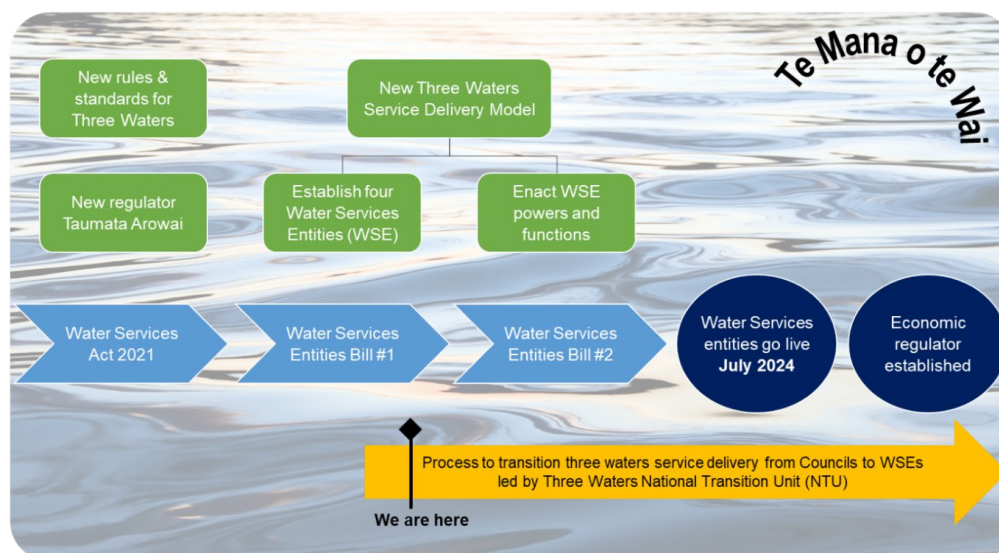 Te Mana o te Wai
New rules &
standards for
Three Waters
New Three Waters
Service Delivery Model
New regulator
Taumata Arowai
Establish four
Water Services
Entities (WSE)
Enact WSE
powers and
functions
Water Services
Act 2021
Water Services
Entities Bill #1
Water Services
Entities Bill #2
Water Services
entities go live
July 2024
Economic
regulator
established
Process to transition three waters service delivery from Councils to WSEs
led by Three Waters National Transition Unit (NTU)
We are here